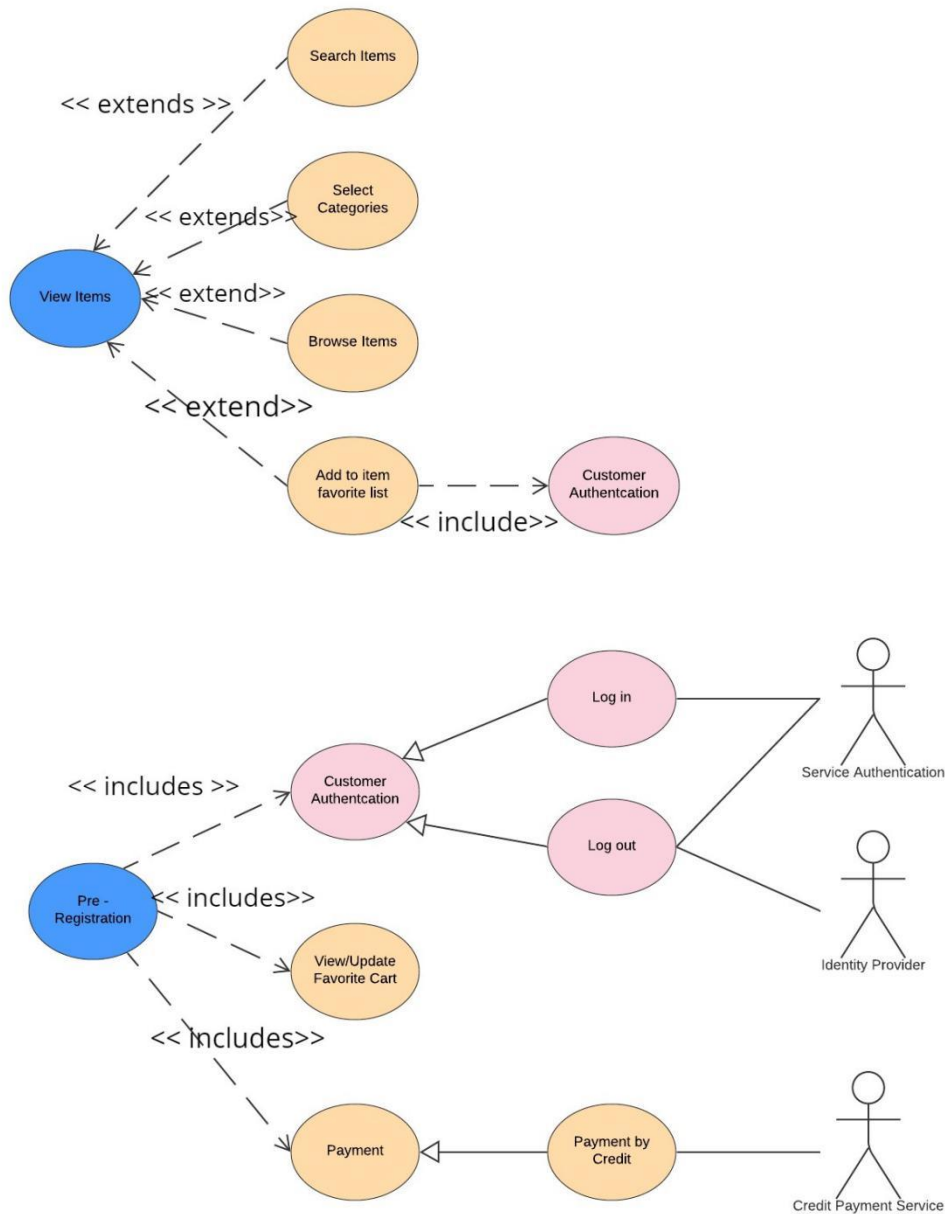 Search Items
<< extends >>
Select
Categories
<< extends>>
View Items
<< extend>>
Browse Items
<< extend>>
Add to item
favorite list
Customer
Authentcation
<< include>>
Log in
Service Authentication
<< includes >>
Customer
Authentcation
Log out
Pre -
Registration
<< includes>>
View/Update
Favorite Cart
Identity Provider
<< includes>>
Payment
Payment by
Credit
Credit Payment Service